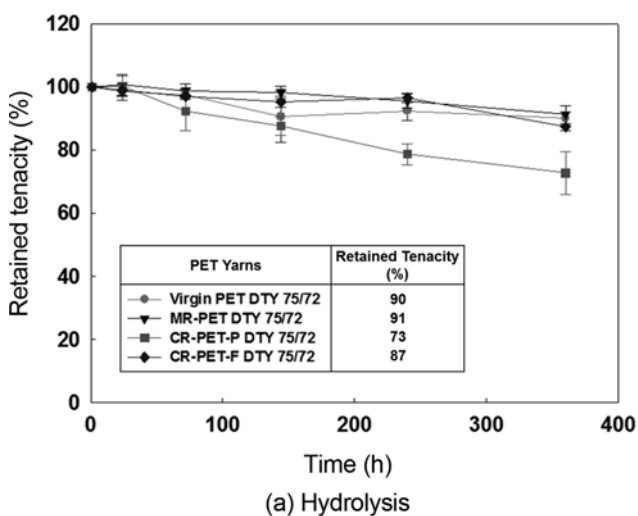 120
100
80
60
40
20
0
Retained tenacity (%)
PET Yarns
Retained Tenacity
(%)
Virgin PET DTY 75/72 90
MR-PET DTY 75/72 91
CR-PET-P DTY 75/72 73
CR-PET-F DTY 75/72 87
0 100 200 300 400
Time (h)
(a) Hydrolysis